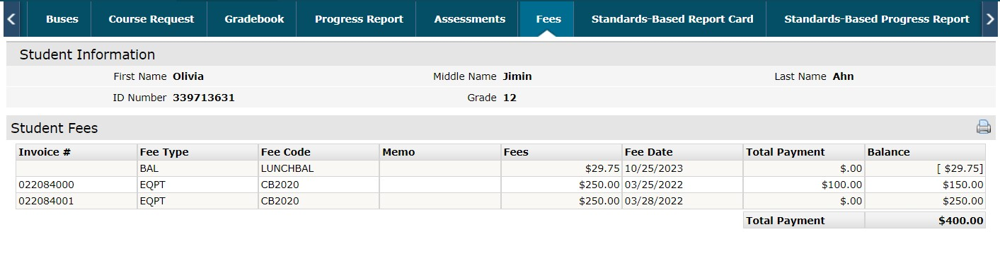 Buses Course Request Gradebook Progress Report Assessments Fees Standards-Based Report Card Standards-Based Progress Report
Student Information
First Name Olivia Middle Name Jimin Last Name Ahn
ID Number 339713631 Grade 12
Student Fees
Invoice # Fee Type Fee Code Memo Fees Fee Date Total Payment Balance
BAL LUNCHBAL $29.75 10/25/2023 $.00 [ $29.75]
022084000 EQPT CB2020 $250.00 03/25/2022 $100.00 $150.00
022084001 EQPT CB2020 $250.00 03/28/2022 $.00 $250.00
Total Payment $400.00